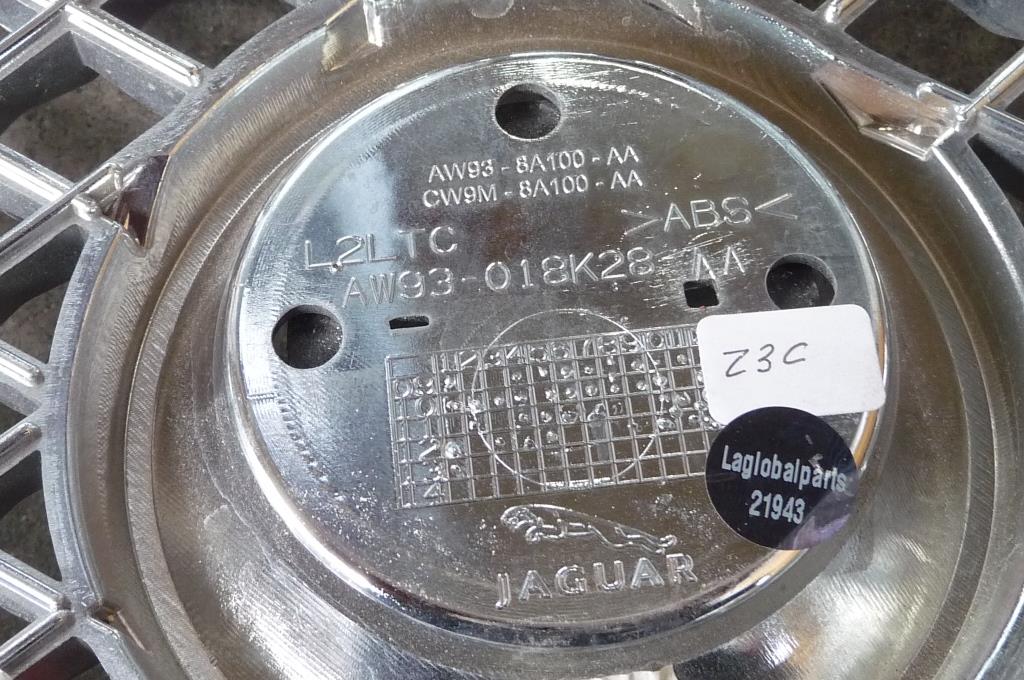 AW93-8A100-AA
CW9M-8A100-AA
>ABS<
L2LTC
AW93-018K28-AA
Z3C
Laglobalparts
21943
JAGUAR